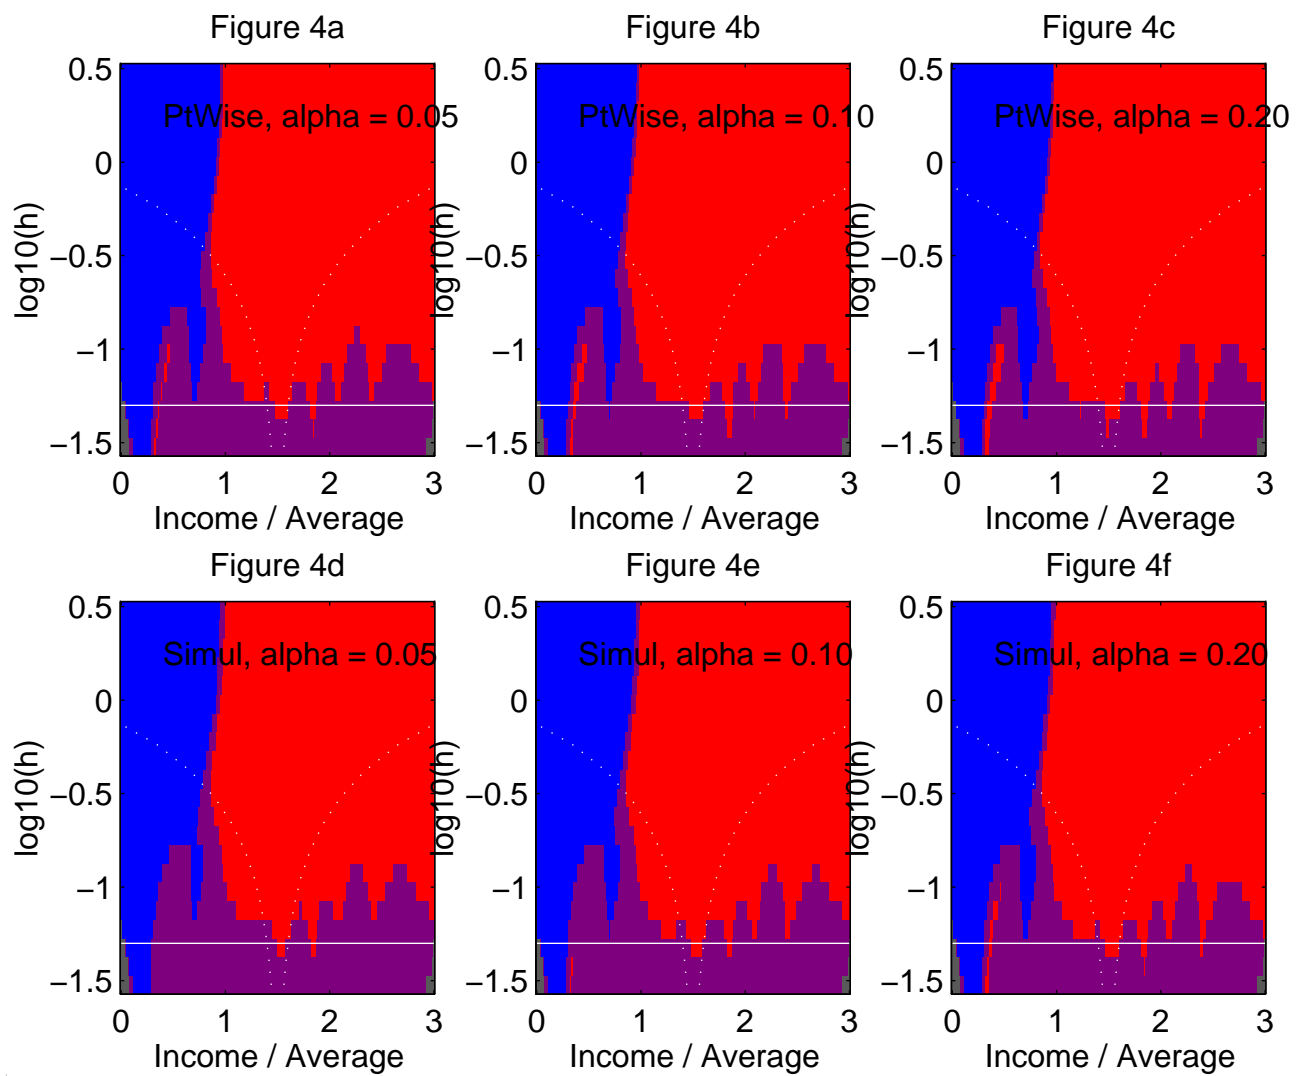 Figure 4a
Figure 4b
Figure 4c
0.5
0
−0.5
−1
−1.5
log10(h)
PtWise, alpha = 0.05
0 1 2 3
Income / Average
0.5
0
−0.5
−1
−1.5
log10(h)
PtWise, alpha = 0.10
0 1 2 3
Income / Average
0.5
0
−0.5
−1
−1.5
log10(h)
PtWise, alpha = 0.20
0 1 2 3
Income / Average
Figure 4d
Figure 4e
Figure 4f
0.5
0
−0.5
−1
−1.5
log10(h)
Simul, alpha = 0.05
0 1 2 3
Income / Average
0.5
0
−0.5
−1
−1.5
log10(h)
Simul, alpha = 0.10
0 1 2 3
Income / Average
0.5
0
−0.5
−1
−1.5
log10(h)
Simul, alpha = 0.20
0 1 2 3
Income / Average